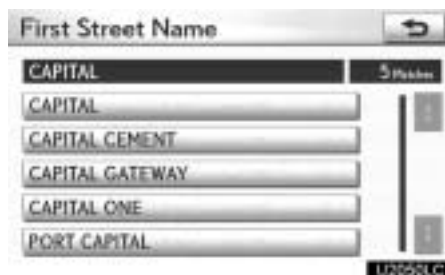 First Street Name
CAPITAL 5 Matches
CAPITAL
CAPITAL CEMENT
CAPITAL GATEWAY
CAPITAL ONE
PORT CAPITAL